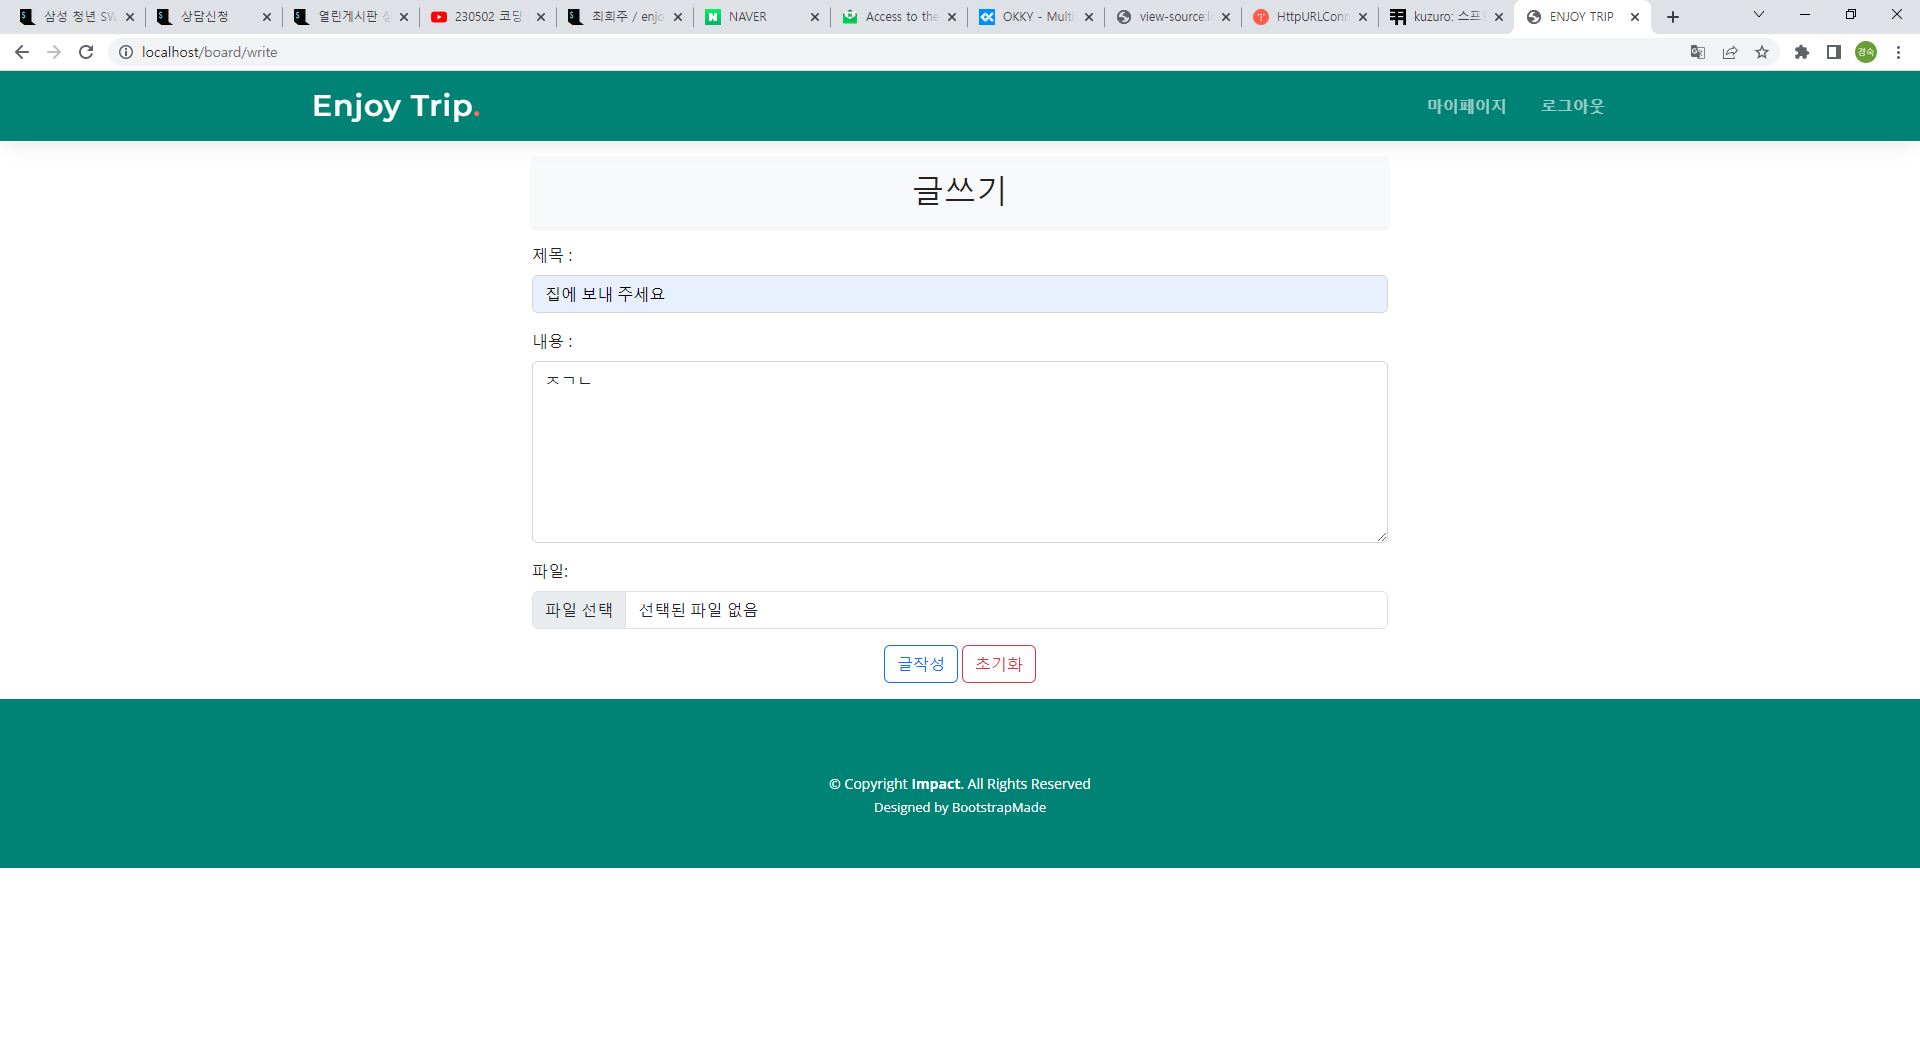 삼성 청년 SW
상담신청
열린게시판
230502 코딩
최희주 / enjo
NAVER
Access to the
OKKY - Multi
view-source:l
HttpURLConn
kuzuro: 스프
ENJOY TRIP
localhost/board/write
경숙
Enjoy Trip.
마이페이지
로그아웃
글쓰기
제목 :
집에 보내 주세요
내용 :
ㅈㄱㄴ
파일:
파일 선택 선택된 파일 없음
글작성 초기화
© Copyright Impact. All Rights Reserved
Designed by BootstrapMade